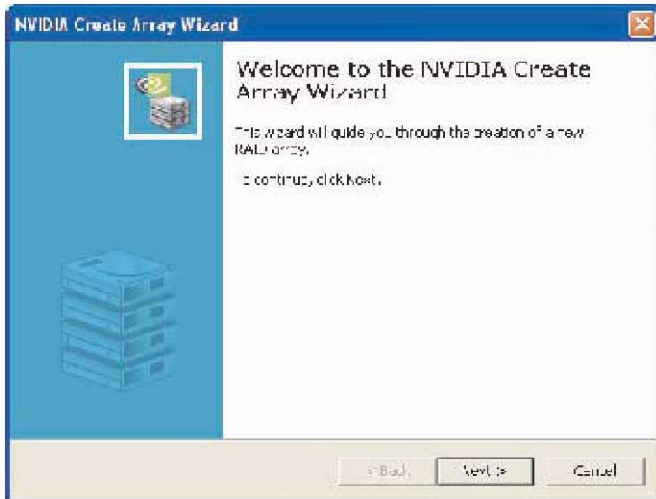 NVIDIA Create Array Wizard
Welcome to the NVIDIA Create
Array Wizard
This wizard will guide you through the creation of a new
RAID array.
To continue, click Next.
< Back
Next >
Cancel